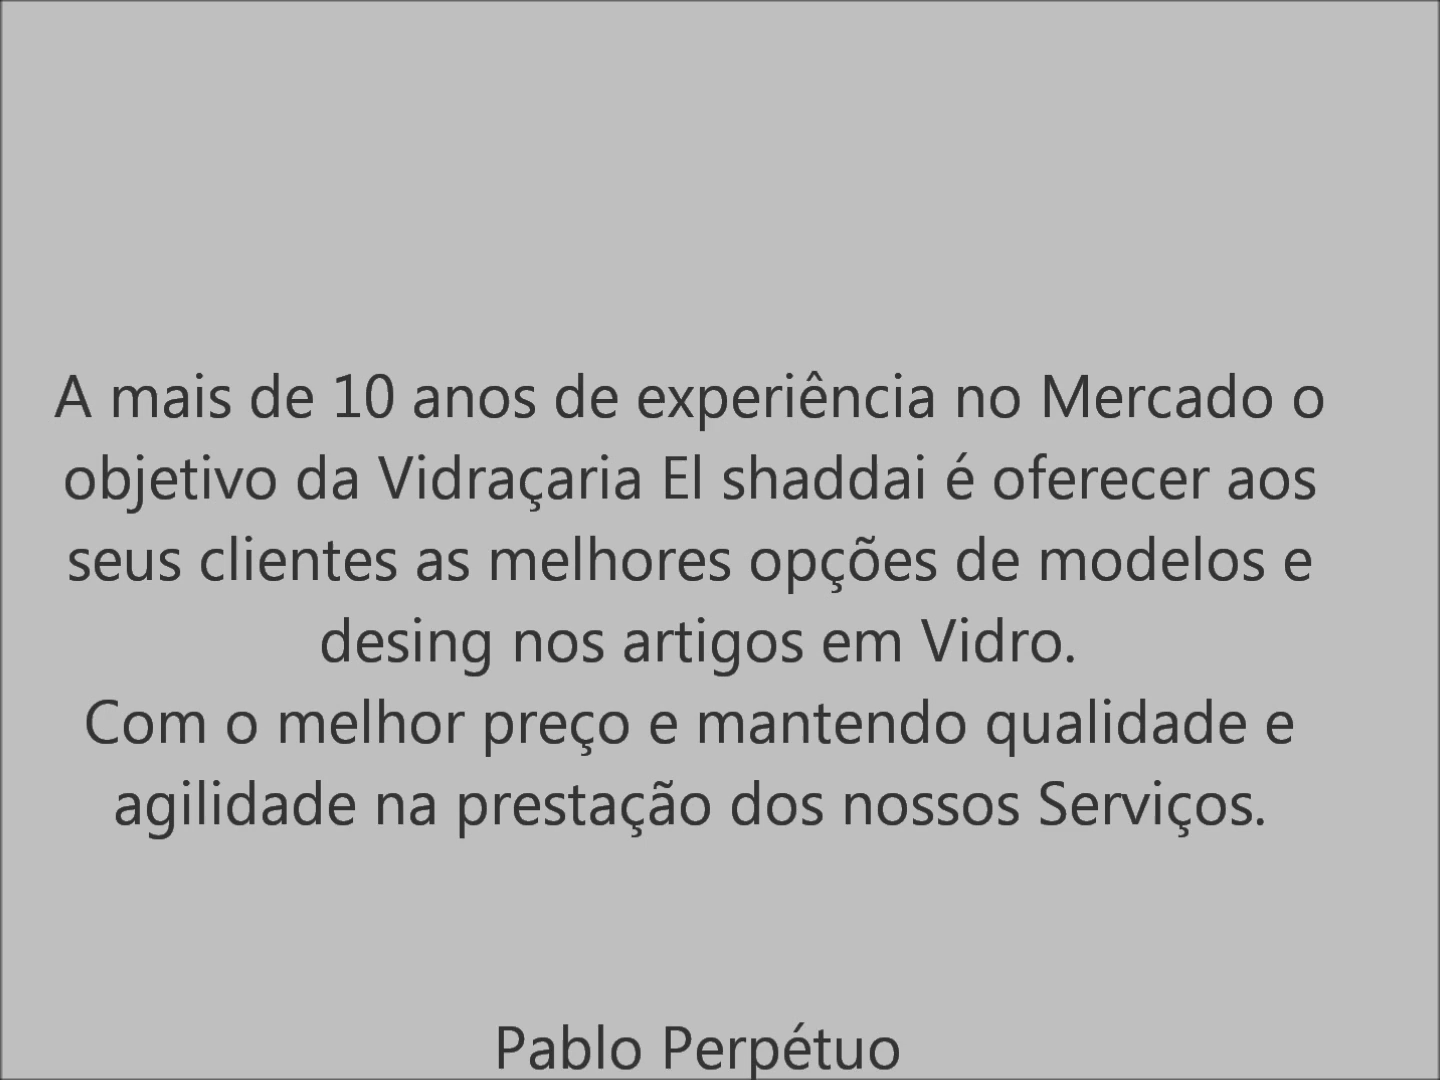 A mais de 10 anos de experiência no Mercado o
objetivo da Vidraçaria El shaddai é oferecer aos
seus clientes as melhores opções de modelos e
desing nos artigos em Vidro.
Com o melhor preço e mantendo qualidade e
agilidade na prestação dos nossos Serviços.
Pablo Perpétuo